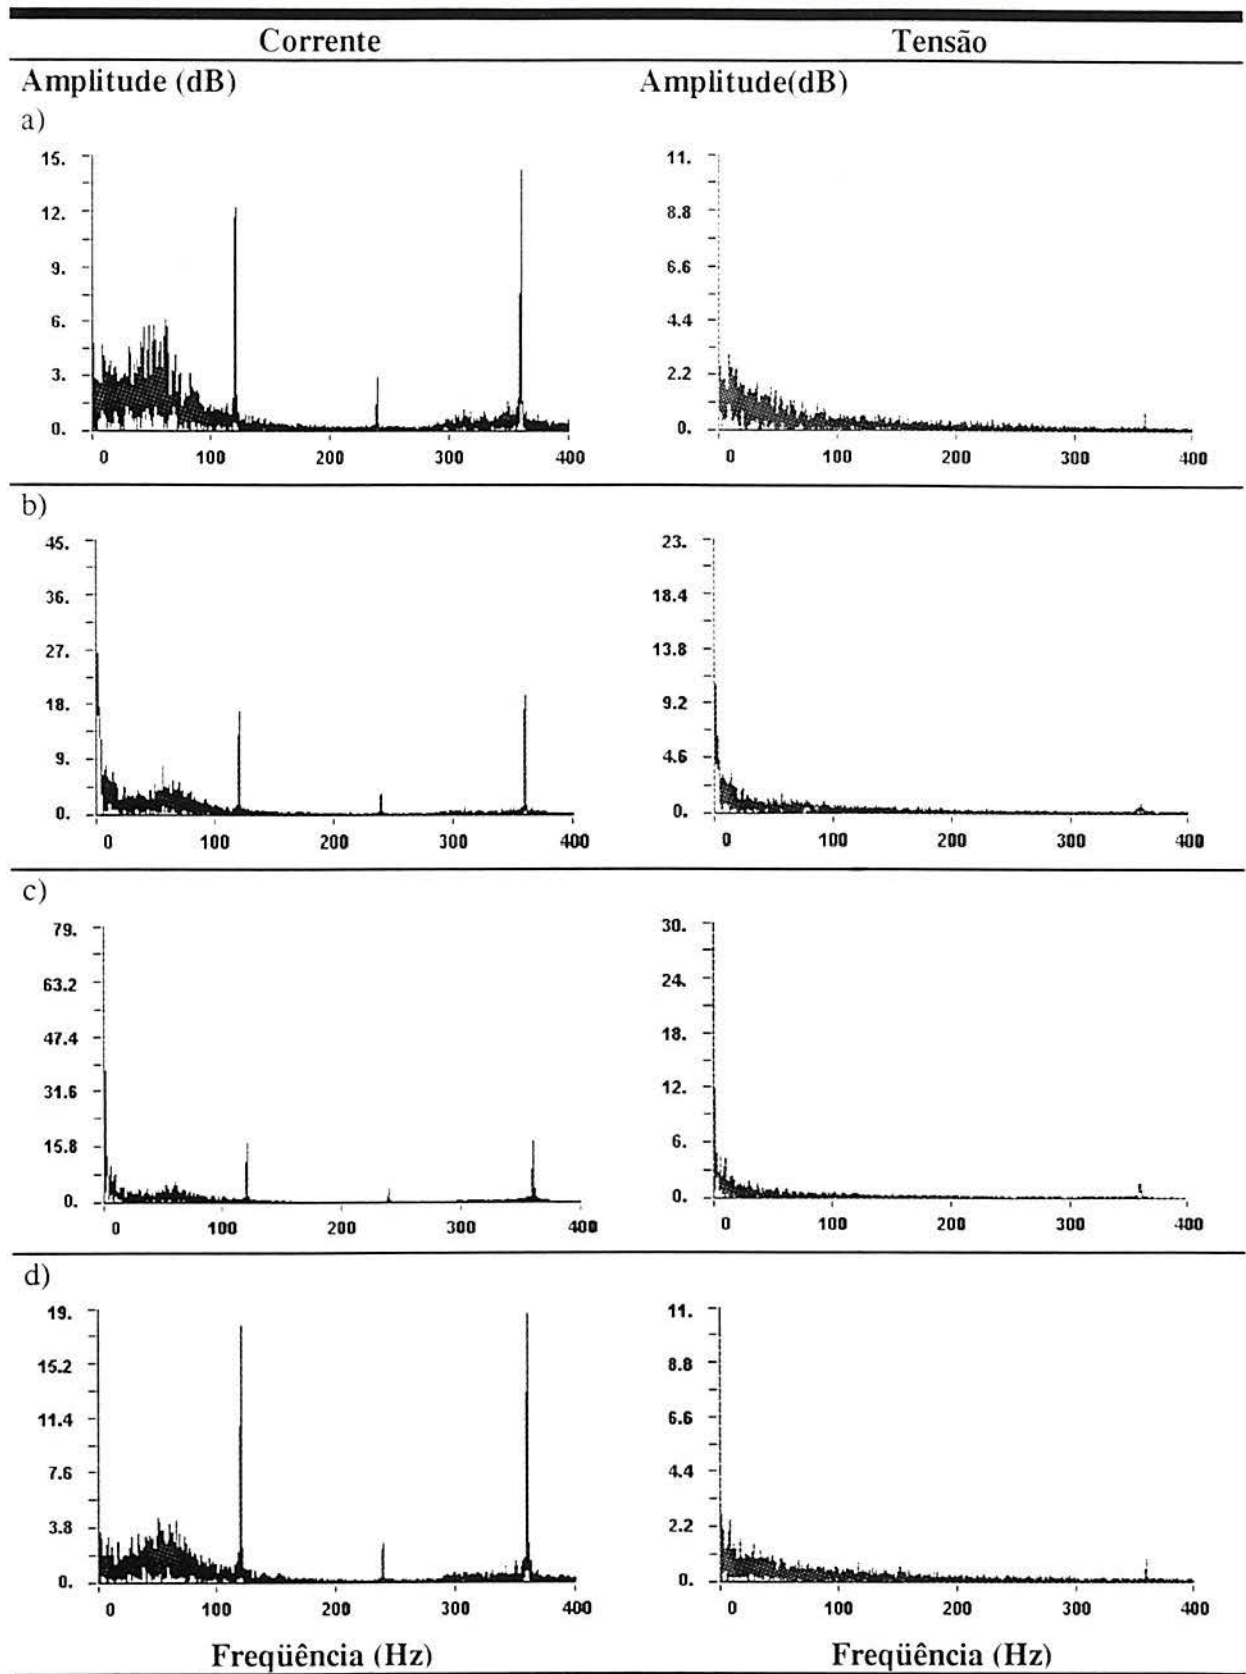 Corrente Tensão
Amplitude (dB) Amplitude(dB)
a)
15. 11.
12. 8.8
9. 6.6
6. 4.4
3. 2.2
0. 0.
0 100 200 300 400 0 100 200 300 400
b)
45. 23.
36. 18.4
27. 13.8
18. 9.2
9. 4.6
0. 0.
0 100 200 300 400 0 100 200 300 400
c)
79. 30.
63.2 24.
47.4 18.
31.6 12.
15.8 6.
0. 0.
0 100 200 300 400 0 100 200 300 400
d)
19. 11.
15.2 8.8
11.4 6.6
7.6 4.4
3.8 2.2
0. 0.
0 100 200 300 400 0 100 200 300 400
Freqüência (Hz) Freqüência (Hz)